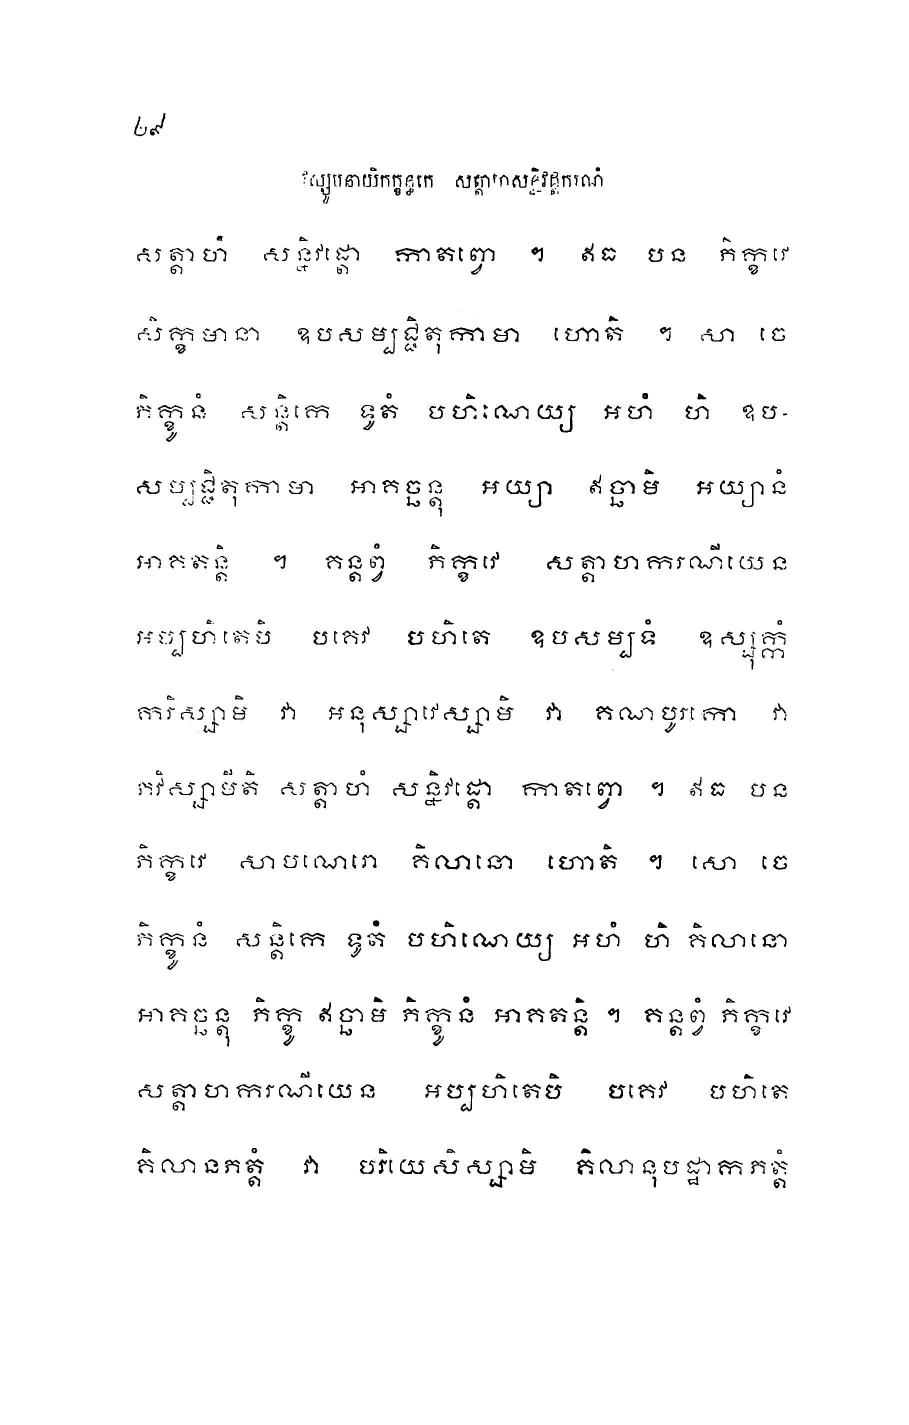 ៤៩
វស្សូបនាយិកក្ខន្ធកេ សត្តាហសន្និវដ្តករណំ
សត្តាហំ សន្និវដ្តោ កាតព្វោ ។ ឥធ បន ភិក្ខវេ
សិក្ខមានា ឧបសម្បជ្ជិតុកាមា ហោតិ ។ សា ចេ
ភិក្ខូនំ សន្តិកេ ទូតំ បហិណេយ្យ អហំ ហិ ឧប-
សម្បជ្ជិតុកាមា អាគច្ឆន្តុ អយ្យា ឥច្ឆាមិ អយ្យានំ
អាគតន្តិ ។ គន្តព្វំ ភិក្ខវេ សត្តាហករណីយេន
អប្បហិតេបិ បគេវ បហិតេ ឧបសម្បទំ ឧស្សុក្កំ
ករិស្សាមិ វា អនុស្សាវេស្សាមិ វា គណបូរកោ វា
ភវិស្សាមីតិ សត្តាហំ សន្និវដ្តោ កាតព្វោ ។ ឥធ បន
ភិក្ខវេ សាមណេរោ គិលានោ ហោតិ ។ សោ ចេ
ភិក្ខូនំ សន្តិកេ ទូតំ បហិណេយ្យ អហំ ហិ គិលានោ
អាគច្ឆន្តុ ភិក្ខូ ឥច្ឆាមិ ភិក្ខូនំ អាគតន្តិ ។ គន្តព្វំ ភិក្ខវេ
សត្តាហករណីយេន អប្បហិតេបិ បគេវ បហិតេ
គិលានភត្តំ វា បរិយេសិស្សាមិ គិលានុបដ្ឋាកភត្តំ